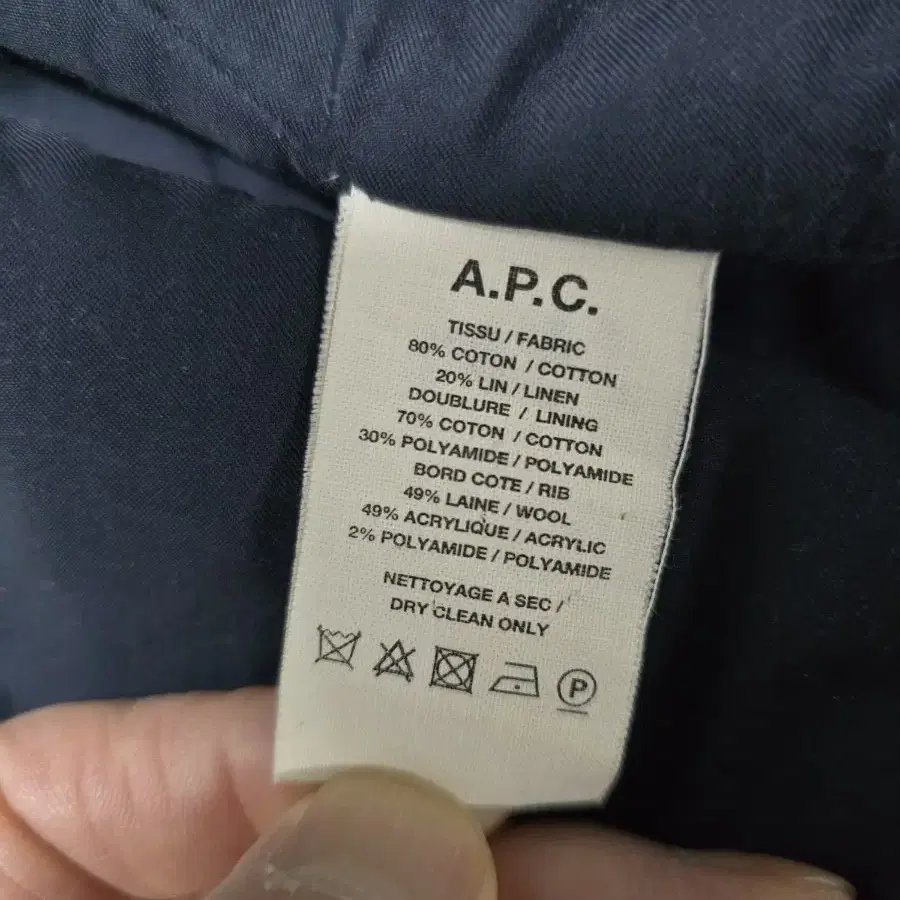 A.P.C.
TISSU / FABRIC
80% COTON / COTTON
20% LIN / LINEN
DOUBLURE / LINING
70% COTON / COTTON
30% POLYAMIDE / POLYAMIDE
BORD COTE / RIB
49% LAINE / WOOL
49% ACRYLIQUE / ACRYLIC
2% POLYAMIDE / POLYAMIDE
NETTOYAGE A SEC /
DRY CLEAN ONLY
P